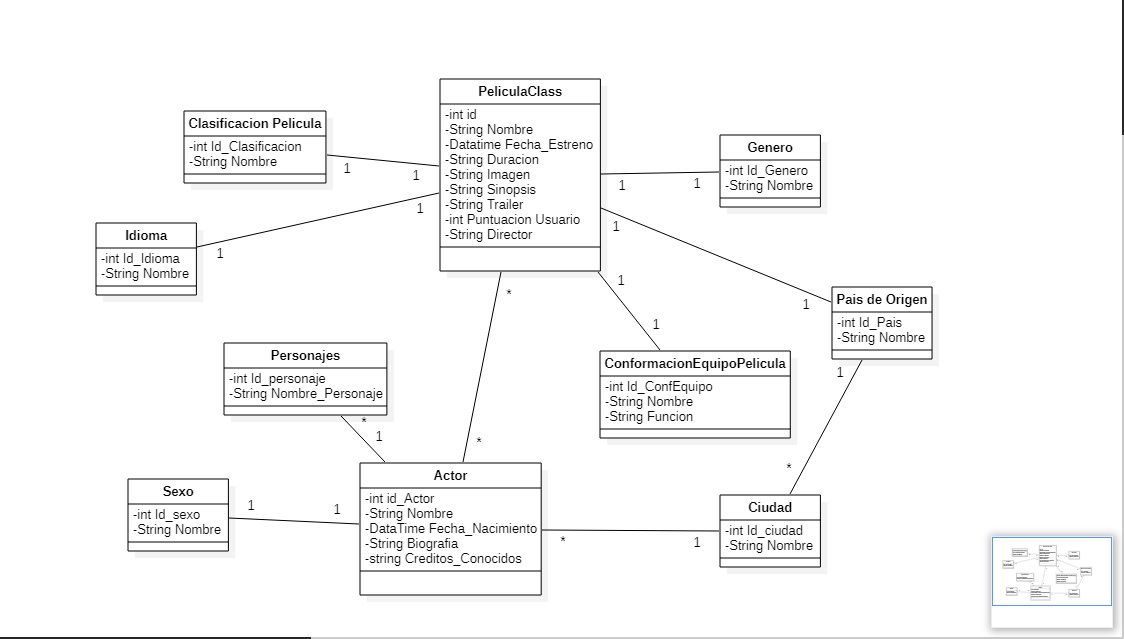 PeliculaClass
-int id
-String Nombre
-Datatime Fecha_Estreno
-String Duracion
-String Imagen
-String Sinopsis
-String Trailer
-int Puntuacion Usuario
-String Director
Clasificacion Pelicula
-int Id_Clasificacion
-String Nombre
1
1
Genero
-int Id_Genero
-String Nombre
1
1
Idioma
-int Id_Idioma
-String Nombre
1
1
1
1
Pais de Origen
-int Id_Pais
-String Nombre
1
1
*
*
Personajes
-int Id_personaje
-String Nombre_Personaje
*
1
ConformacionEquipoPelicula
-int Id_ConfEquipo
-String Nombre
-String Funcion
1
*
Actor
-int id_Actor
-String Nombre
-DataTime Fecha_Nacimiento
-String Biografia
-string Creditos_Conocidos
Sexo
-int Id_sexo
-String Nombre
1
1
Ciudad
-int Id_ciudad
-String Nombre
*
1